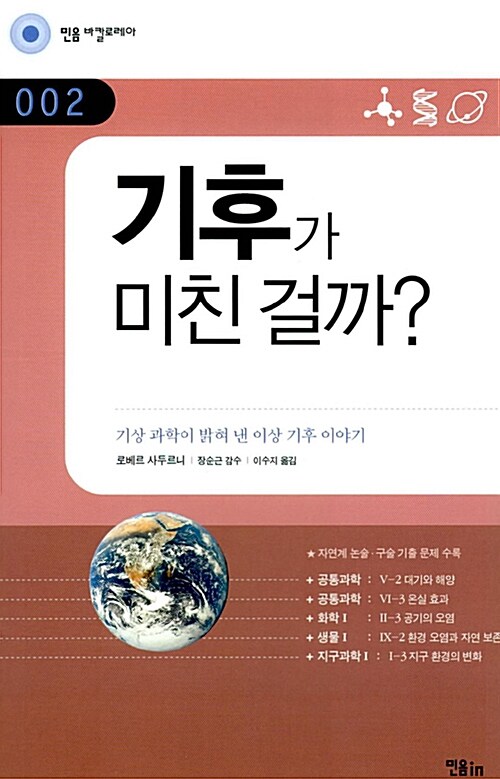 민음 바칼로레아
002
기후가
미친 걸까?
기상 과학이 밝혀 낸 이상 기후 이야기
로베르 사두르니 | 장순근 감수 | 이수지 옮김
★ 자연계 논술·구술 기출 문제 수록
+ 공통과학 : V-2 대기와 해양
+ 공통과학 : VI-3 온실 효과
+ 화학 I : II-3 공기의 오염
+ 생물 I : IX-2 환경 오염과 자연 보존
+ 지구과학 I : I-3 지구 환경의 변화
민음in